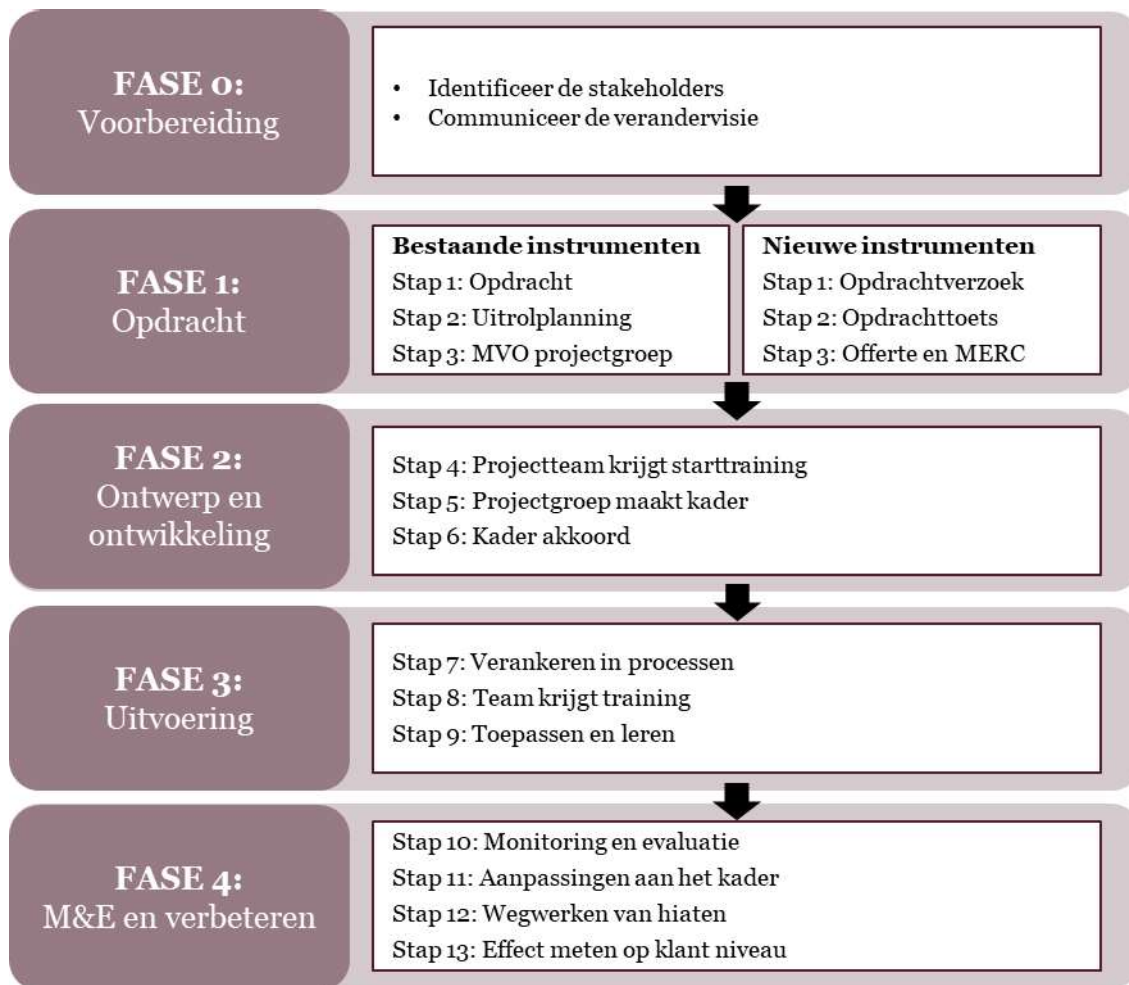 FASE 0:
Voorbereiding
• Identificeer de stakeholders
• Communiceer de verandervisie
FASE 1:
Opdracht
Bestaande instrumenten
Stap 1: Opdracht
Stap 2: Uitrolplanning
Stap 3: MVO projectgroep
Nieuwe instrumenten
Stap 1: Opdrachtverzoek
Stap 2: Opdrachttoets
Stap 3: Offerte en MERC
FASE 2:
Ontwerp en
ontwikkeling
Stap 4: Projectteam krijgt starttraining
Stap 5: Projectgroep maakt kader
Stap 6: Kader akkoord
FASE 3:
Uitvoering
Stap 7: Verankeren in processen
Stap 8: Team krijgt training
Stap 9: Toepassen en leren
FASE 4:
M&E en verbeteren
Stap 10: Monitoring en evaluatie
Stap 11: Aanpassingen aan het kader
Stap 12: Wegwerken van hiaten
Stap 13: Effect meten op klant niveau